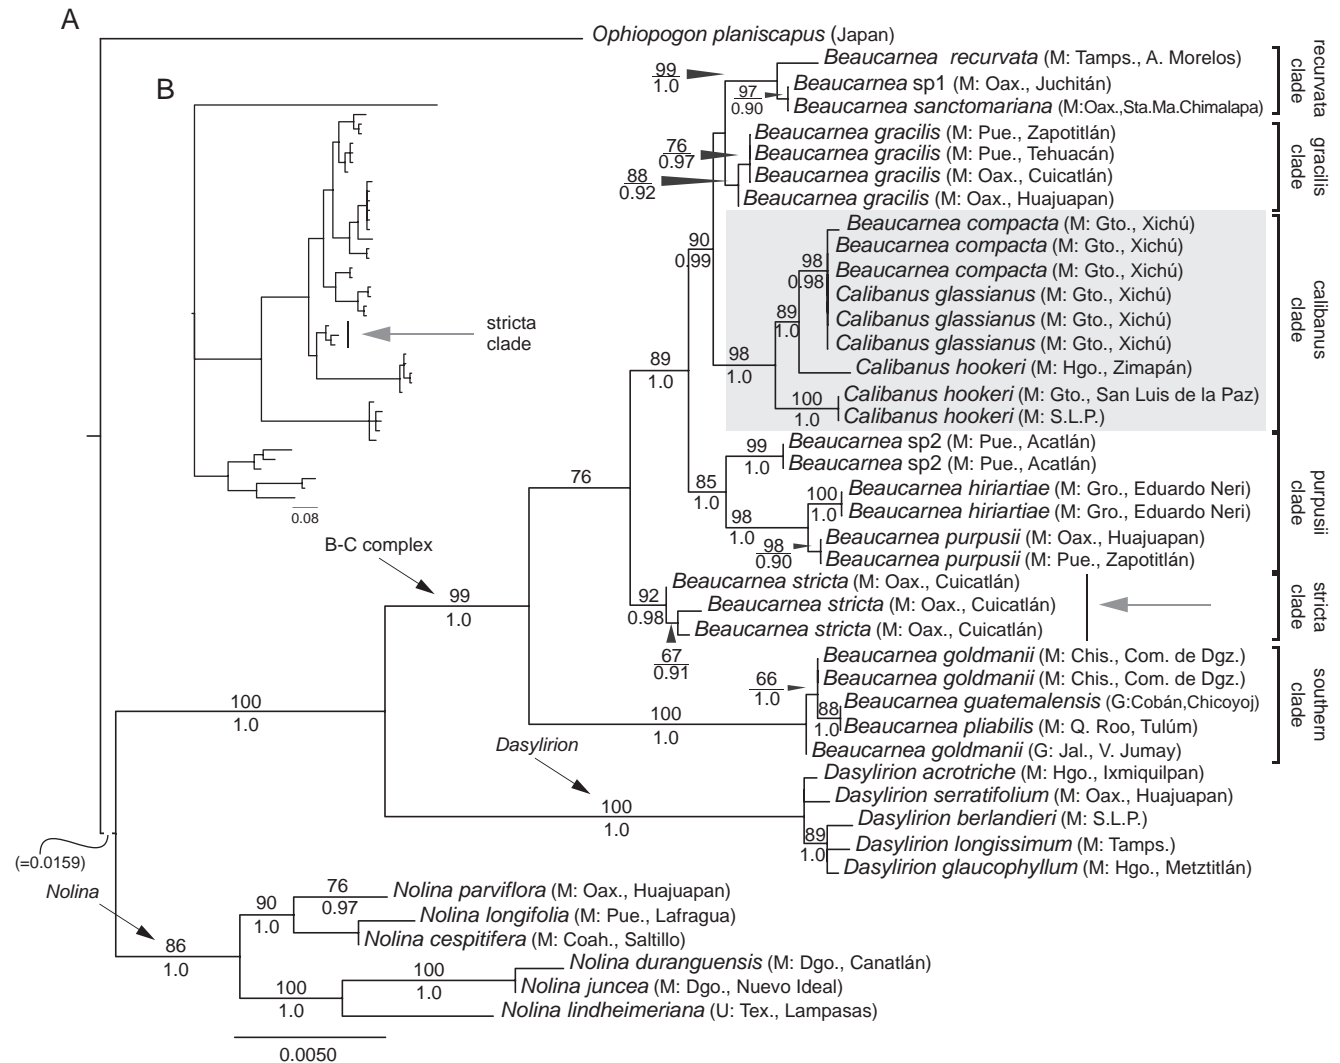 A
Ophiopogon planiscapus (Japan)
Beaucarnea recurvata (M: Tamps., A. Morelos)
99
1.0
Beaucarnea sp1 (M: Oax., Juchitán)
97
0.90
Beaucarnea sanctomariana (M:Oax.,Sta.Ma.Chimalapa)
recurvata
clade
B
Beaucarnea gracilis (M: Pue., Zapotitlán)
76
0.97
Beaucarnea gracilis (M: Pue., Tehuacán)
88
0.92
Beaucarnea gracilis (M: Oax., Cuicatlán)
Beaucarnea gracilis (M: Oax., Huajuapan)
gracilis
clade
90
0.99
Beaucarnea compacta (M: Gto., Xichú)
Beaucarnea compacta (M: Gto., Xichú)
98
0.98
Beaucarnea compacta (M: Gto., Xichú)
Calibanus glassianus (M: Gto., Xichú)
89
1.0
Calibanus glassianus (M: Gto., Xichú)
Calibanus glassianus (M: Gto., Xichú)
98
1.0
Calibanus hookeri (M: Hgo., Zimapán)
100
1.0
Calibanus hookeri (M: Gto., San Luis de la Paz)
Calibanus hookeri (M: S.L.P.)
calibanus
clade
stricta
clade
89
1.0
0.08
99
1.0
Beaucarnea sp2 (M: Pue., Acatlán)
Beaucarnea sp2 (M: Pue., Acatlán)
85
1.0
100
1.0
Beaucarnea hiriartiae (M: Gro., Eduardo Neri)
Beaucarnea hiriartiae (M: Gro., Eduardo Neri)
98
1.0
98
0.90
Beaucarnea purpusii (M: Oax., Huajuapan)
Beaucarnea purpusii (M: Pue., Zapotitlán)
purpusii
clade
76
B-C complex
99
1.0
92
0.98
Beaucarnea stricta (M: Oax., Cuicatlán)
Beaucarnea stricta (M: Oax., Cuicatlán)
Beaucarnea stricta (M: Oax., Cuicatlán)
67
0.91
stricta
clade
Beaucarnea goldmanii (M: Chis., Com. de Dgz.)
66
1.0
Beaucarnea goldmanii (M: Chis., Com. de Dgz.)
Beaucarnea guatemalensis (G:Cobán,Chicoyoj)
88
1.0
Beaucarnea pliabilis (M: Q. Roo, Tulúm)
100
1.0
Beaucarnea goldmanii (G: Jal., V. Jumay)
southern
clade
100
1.0
Dasylirion
Dasylirion acrotriche (M: Hgo., Ixmiquilpan)
Dasylirion serratifolium (M: Oax., Huajuapan)
100
1.0
Dasylirion berlandieri (M: S.L.P.)
89
1.0
Dasylirion longissimum (M: Tamps.)
Dasylirion glaucophyllum (M: Hgo., Metztitlán)
(=0.0159)
Nolina
76
0.97
Nolina parviflora (M: Oax., Huajuapan)
90
1.0
Nolina longifolia (M: Pue., Lafragua)
Nolina cespitifera (M: Coah., Saltillo)
86
1.0
Nolina duranguensis (M: Dgo., Canatlán)
100
1.0
Nolina juncea (M: Dgo., Nuevo Ideal)
100
1.0
Nolina lindheimeriana (U: Tex., Lampasas)
0.0050